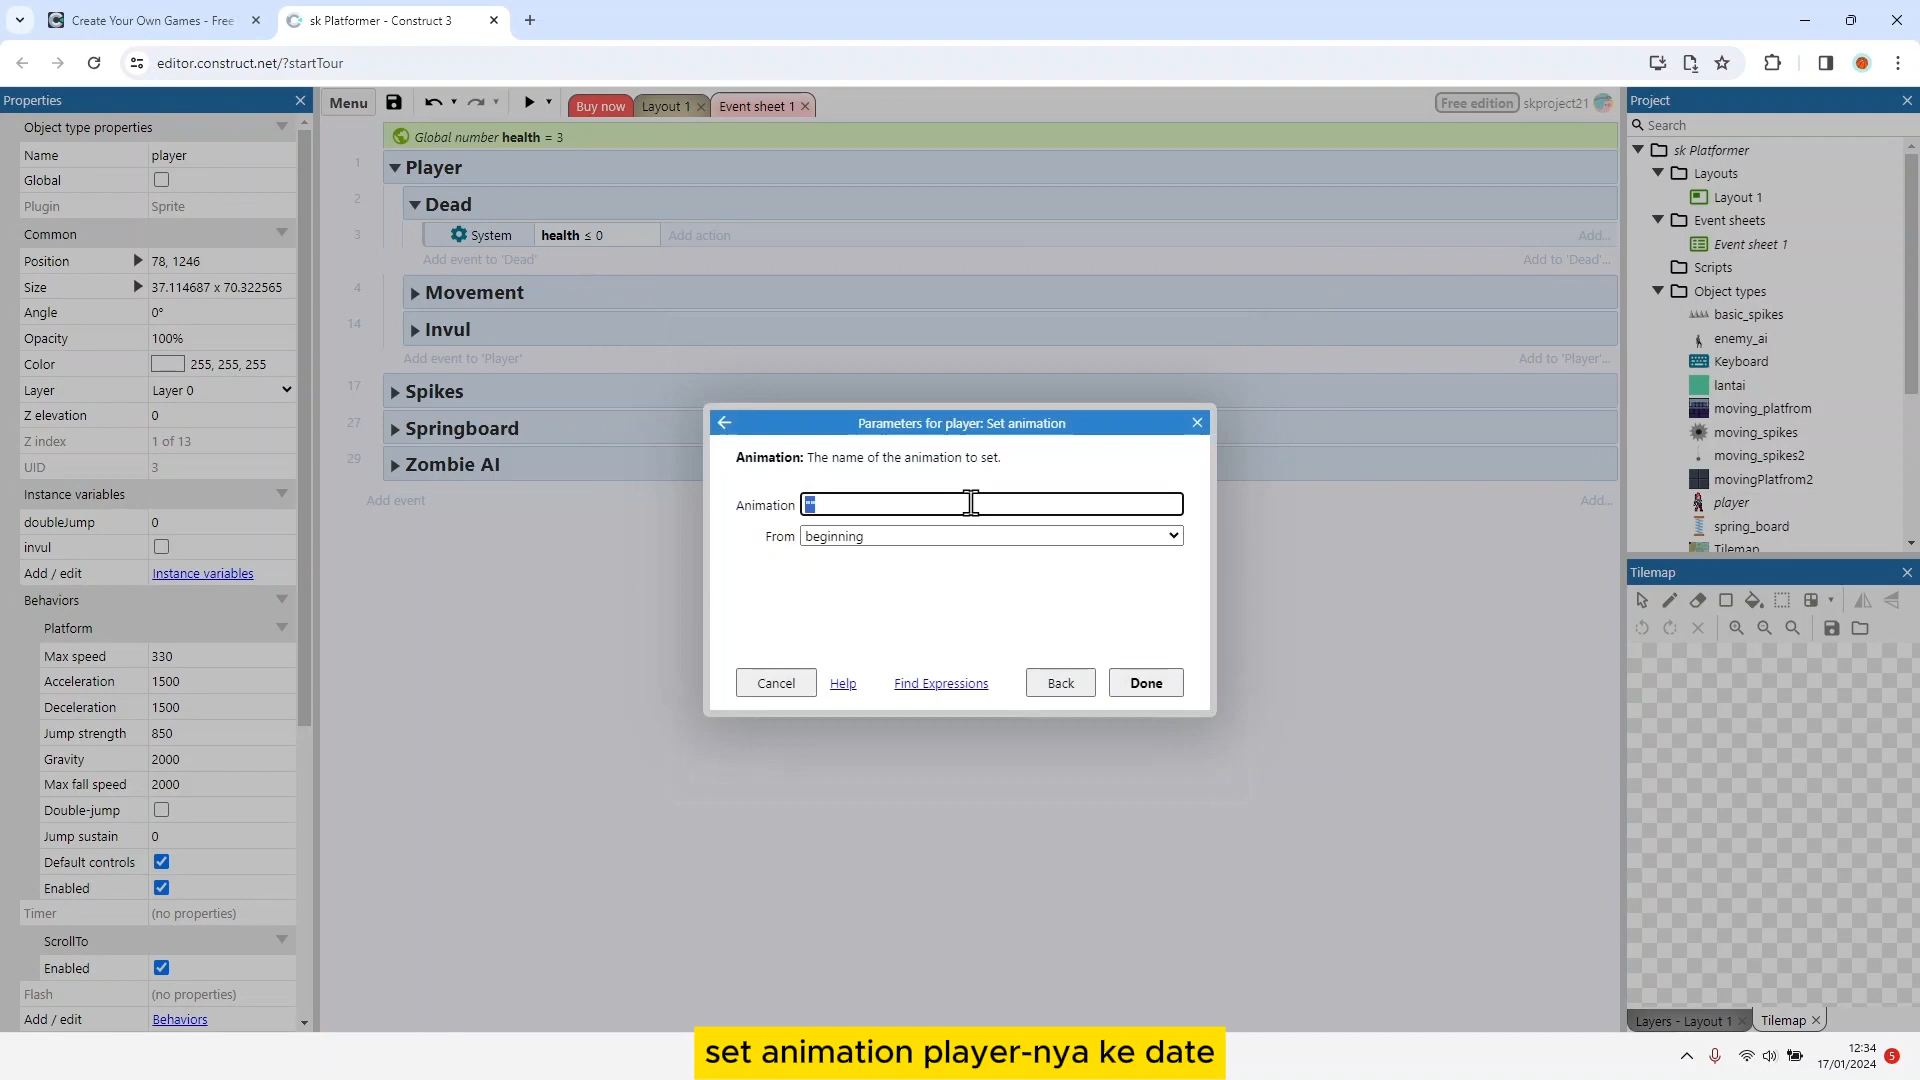 Create Your Own Games - Free
sk Platformer - Construct 3
editor.construct.net/?startTour
Properties
Object type properties
Name player
Global
Plugin Sprite
Common
Position 78, 1246
Size 37.114687 x 70.322565
Angle 0°
Opacity 100%
Color 255, 255, 255
Layer Layer 0
Z elevation 0
Z index 1 of 13
UID 3
Instance variables
doubleJump 0
invul
Add / edit Instance variables
Behaviors
Platform
Max speed 330
Acceleration 1500
Deceleration 1500
Jump strength 850
Gravity 2000
Max fall speed 2000
Double-jump
Jump sustain 0
Default controls
Enabled
Timer (no properties)
ScrollTo
Enabled
Flash (no properties)
Add / edit Behaviors
Menu
Buy now
Layout 1
Event sheet 1
Free edition
skproject21
Global number health = 3
1 Player
2 Dead
3 System health ≤ 0 Add action Add...
Add event to 'Dead' Add to 'Dead'...
4 Movement
14 Invul
Add event to 'Player' Add to 'Player'...
17 Spikes
27 Springboard
29 Zombie AI
Add event Add...
Parameters for player: Set animation
Animation: The name of the animation to set.
Animation ""
From beginning
Cancel Help Find Expressions Back Done
Project
Search
sk Platformer
Layouts
Layout 1
Event sheets
Event sheet 1
Scripts
Object types
basic_spikes
enemy_ai
Keyboard
lantai
moving_platfrom
moving_spikes
moving_spikes2
movingPlatfrom2
player
spring_board
Tilemap
Tilemap
Layers - Layout 1
Tilemap
set animation player-nya ke date
12:34
17/01/2024
5